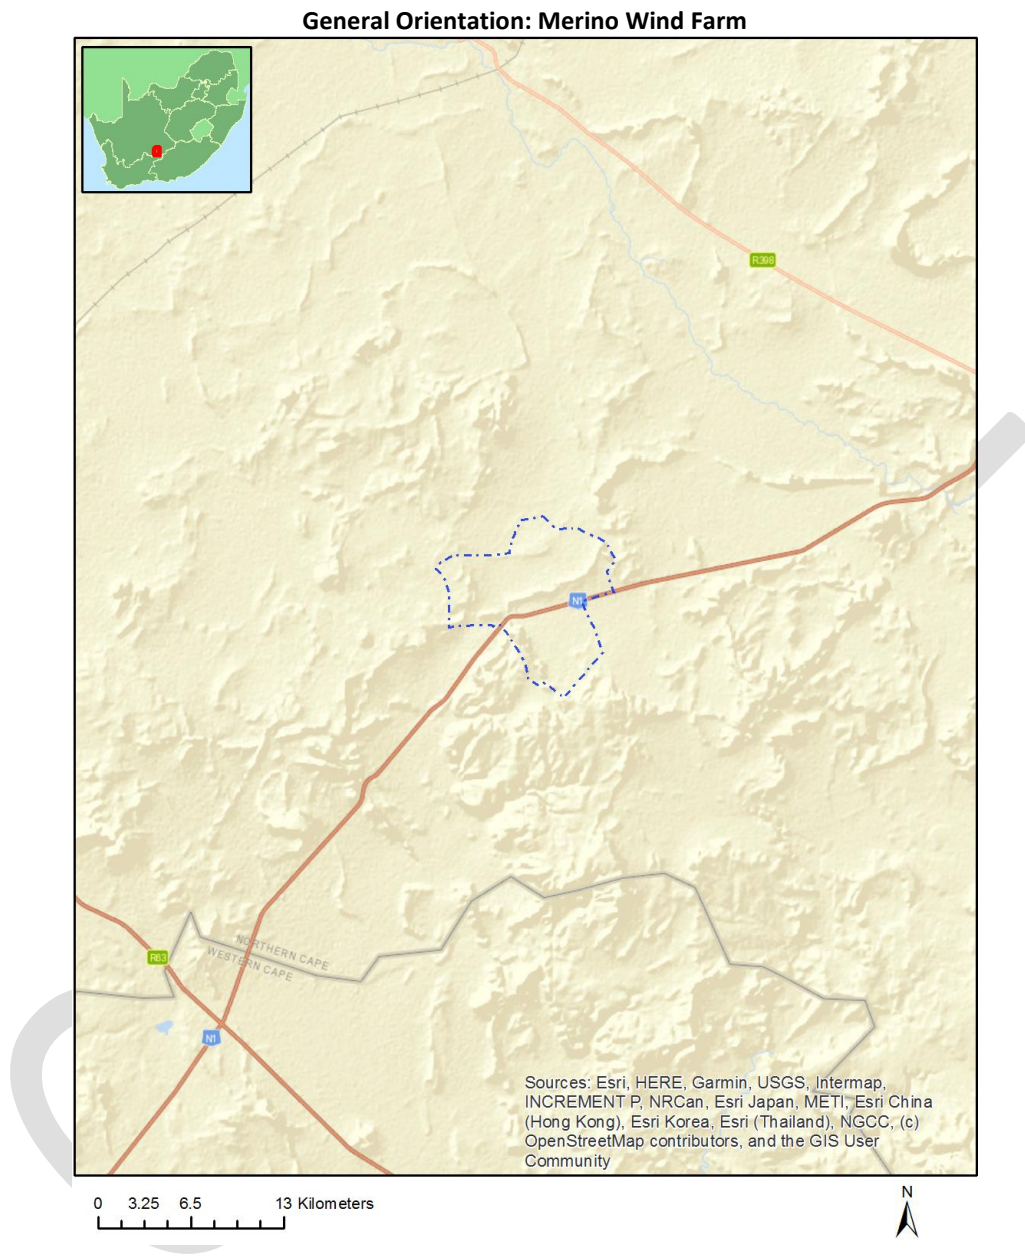 General Orientation: Merino Wind Farm
R398
N1
NORTHERN CAPE
WESTERN CAPE
R63
N1
Sources: Esri, HERE, Garmin, USGS, Intermap,
INCREMENT P, NRCan, Esri Japan, METI, Esri China
(Hong Kong), Esri Korea, Esri (Thailand), NGCC, (c)
OpenStreetMap contributors, and the GIS User
Community
0 3.25 6.5 13 Kilometers
N